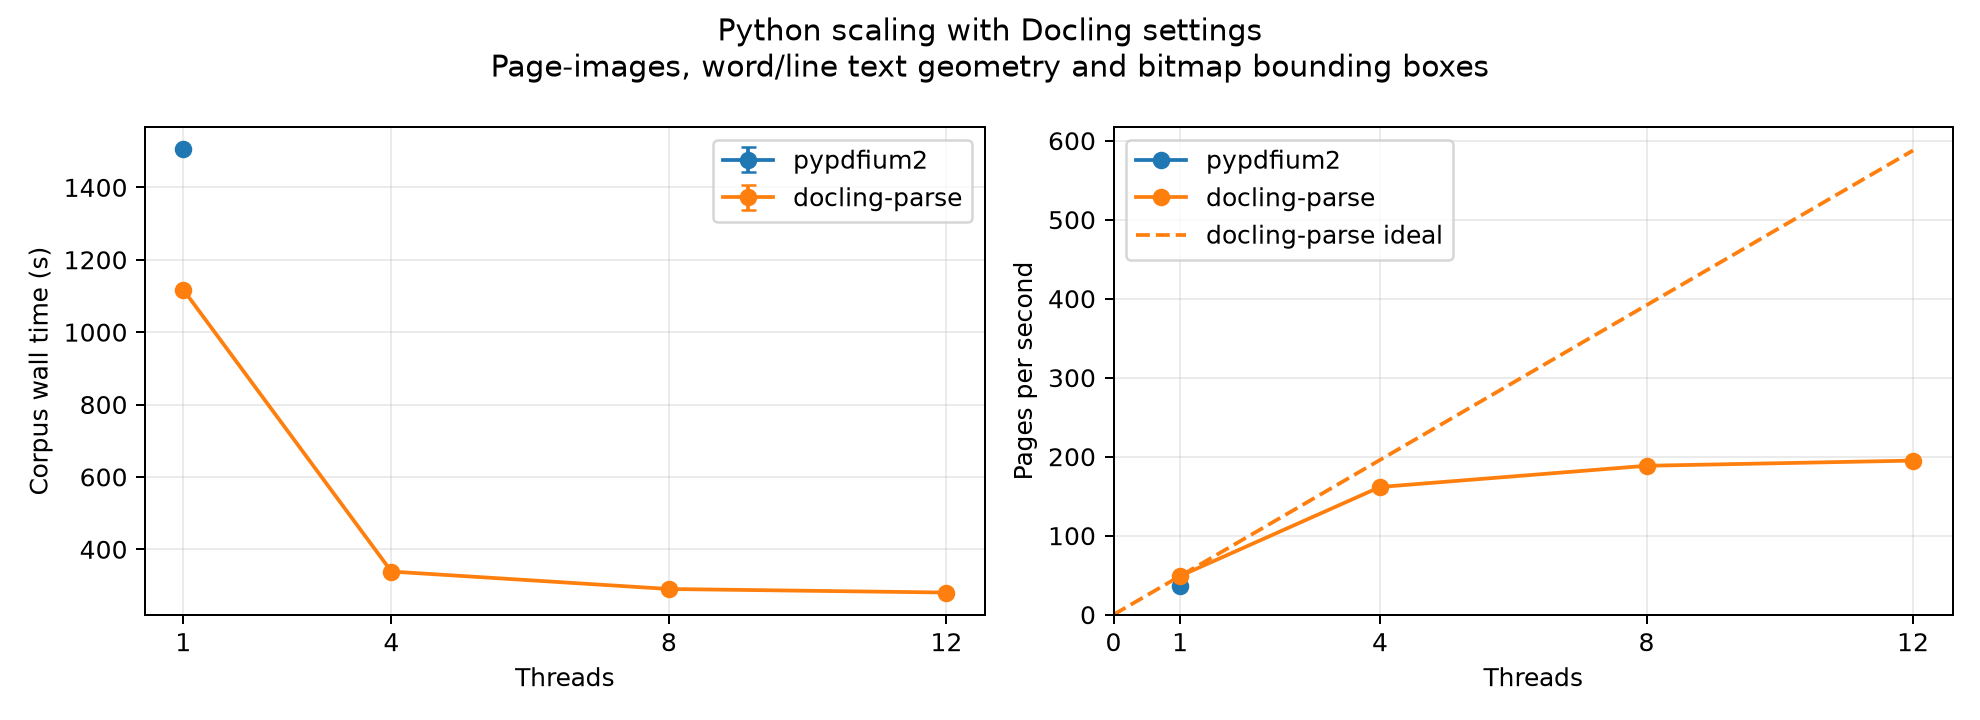 Python scaling with Docling settings
Page-images, word/line text geometry and bitmap bounding boxes
pypdfium2
docling-parse
1400
1200
1000
800
600
400
Corpus wall time (s)
1
4
8
12
Threads
pypdfium2
docling-parse
docling-parse ideal
600
500
400
300
200
100
0
Pages per second
0
1
4
8
12
Threads